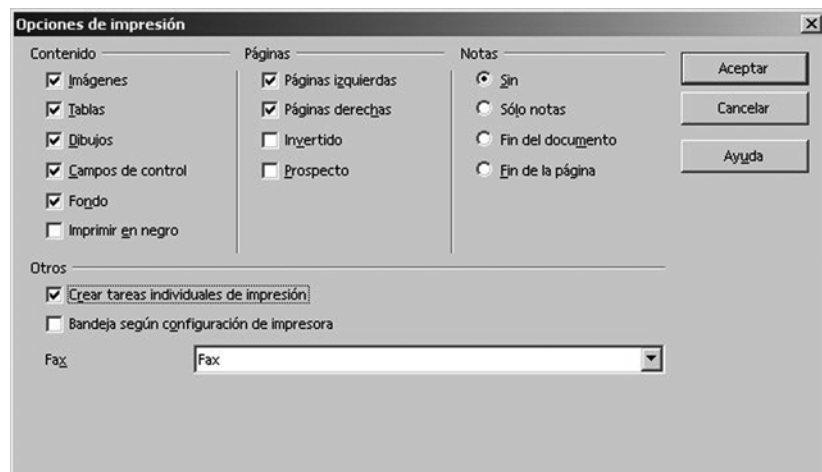 Opciones de impresión
Contenido
Imágenes
Tablas
Dibujos
Campos de control
Fondo
Imprimir en negro
Páginas
Páginas izquierdas
Páginas derechas
Invertido
Prospecto
Notas
Sin
Sólo notas
Fin del documento
Fin de la página
Aceptar
Cancelar
Ayuda
Otros
Crear tareas individuales de impresión
Bandeja según configuración de impresora
Fax
Fax